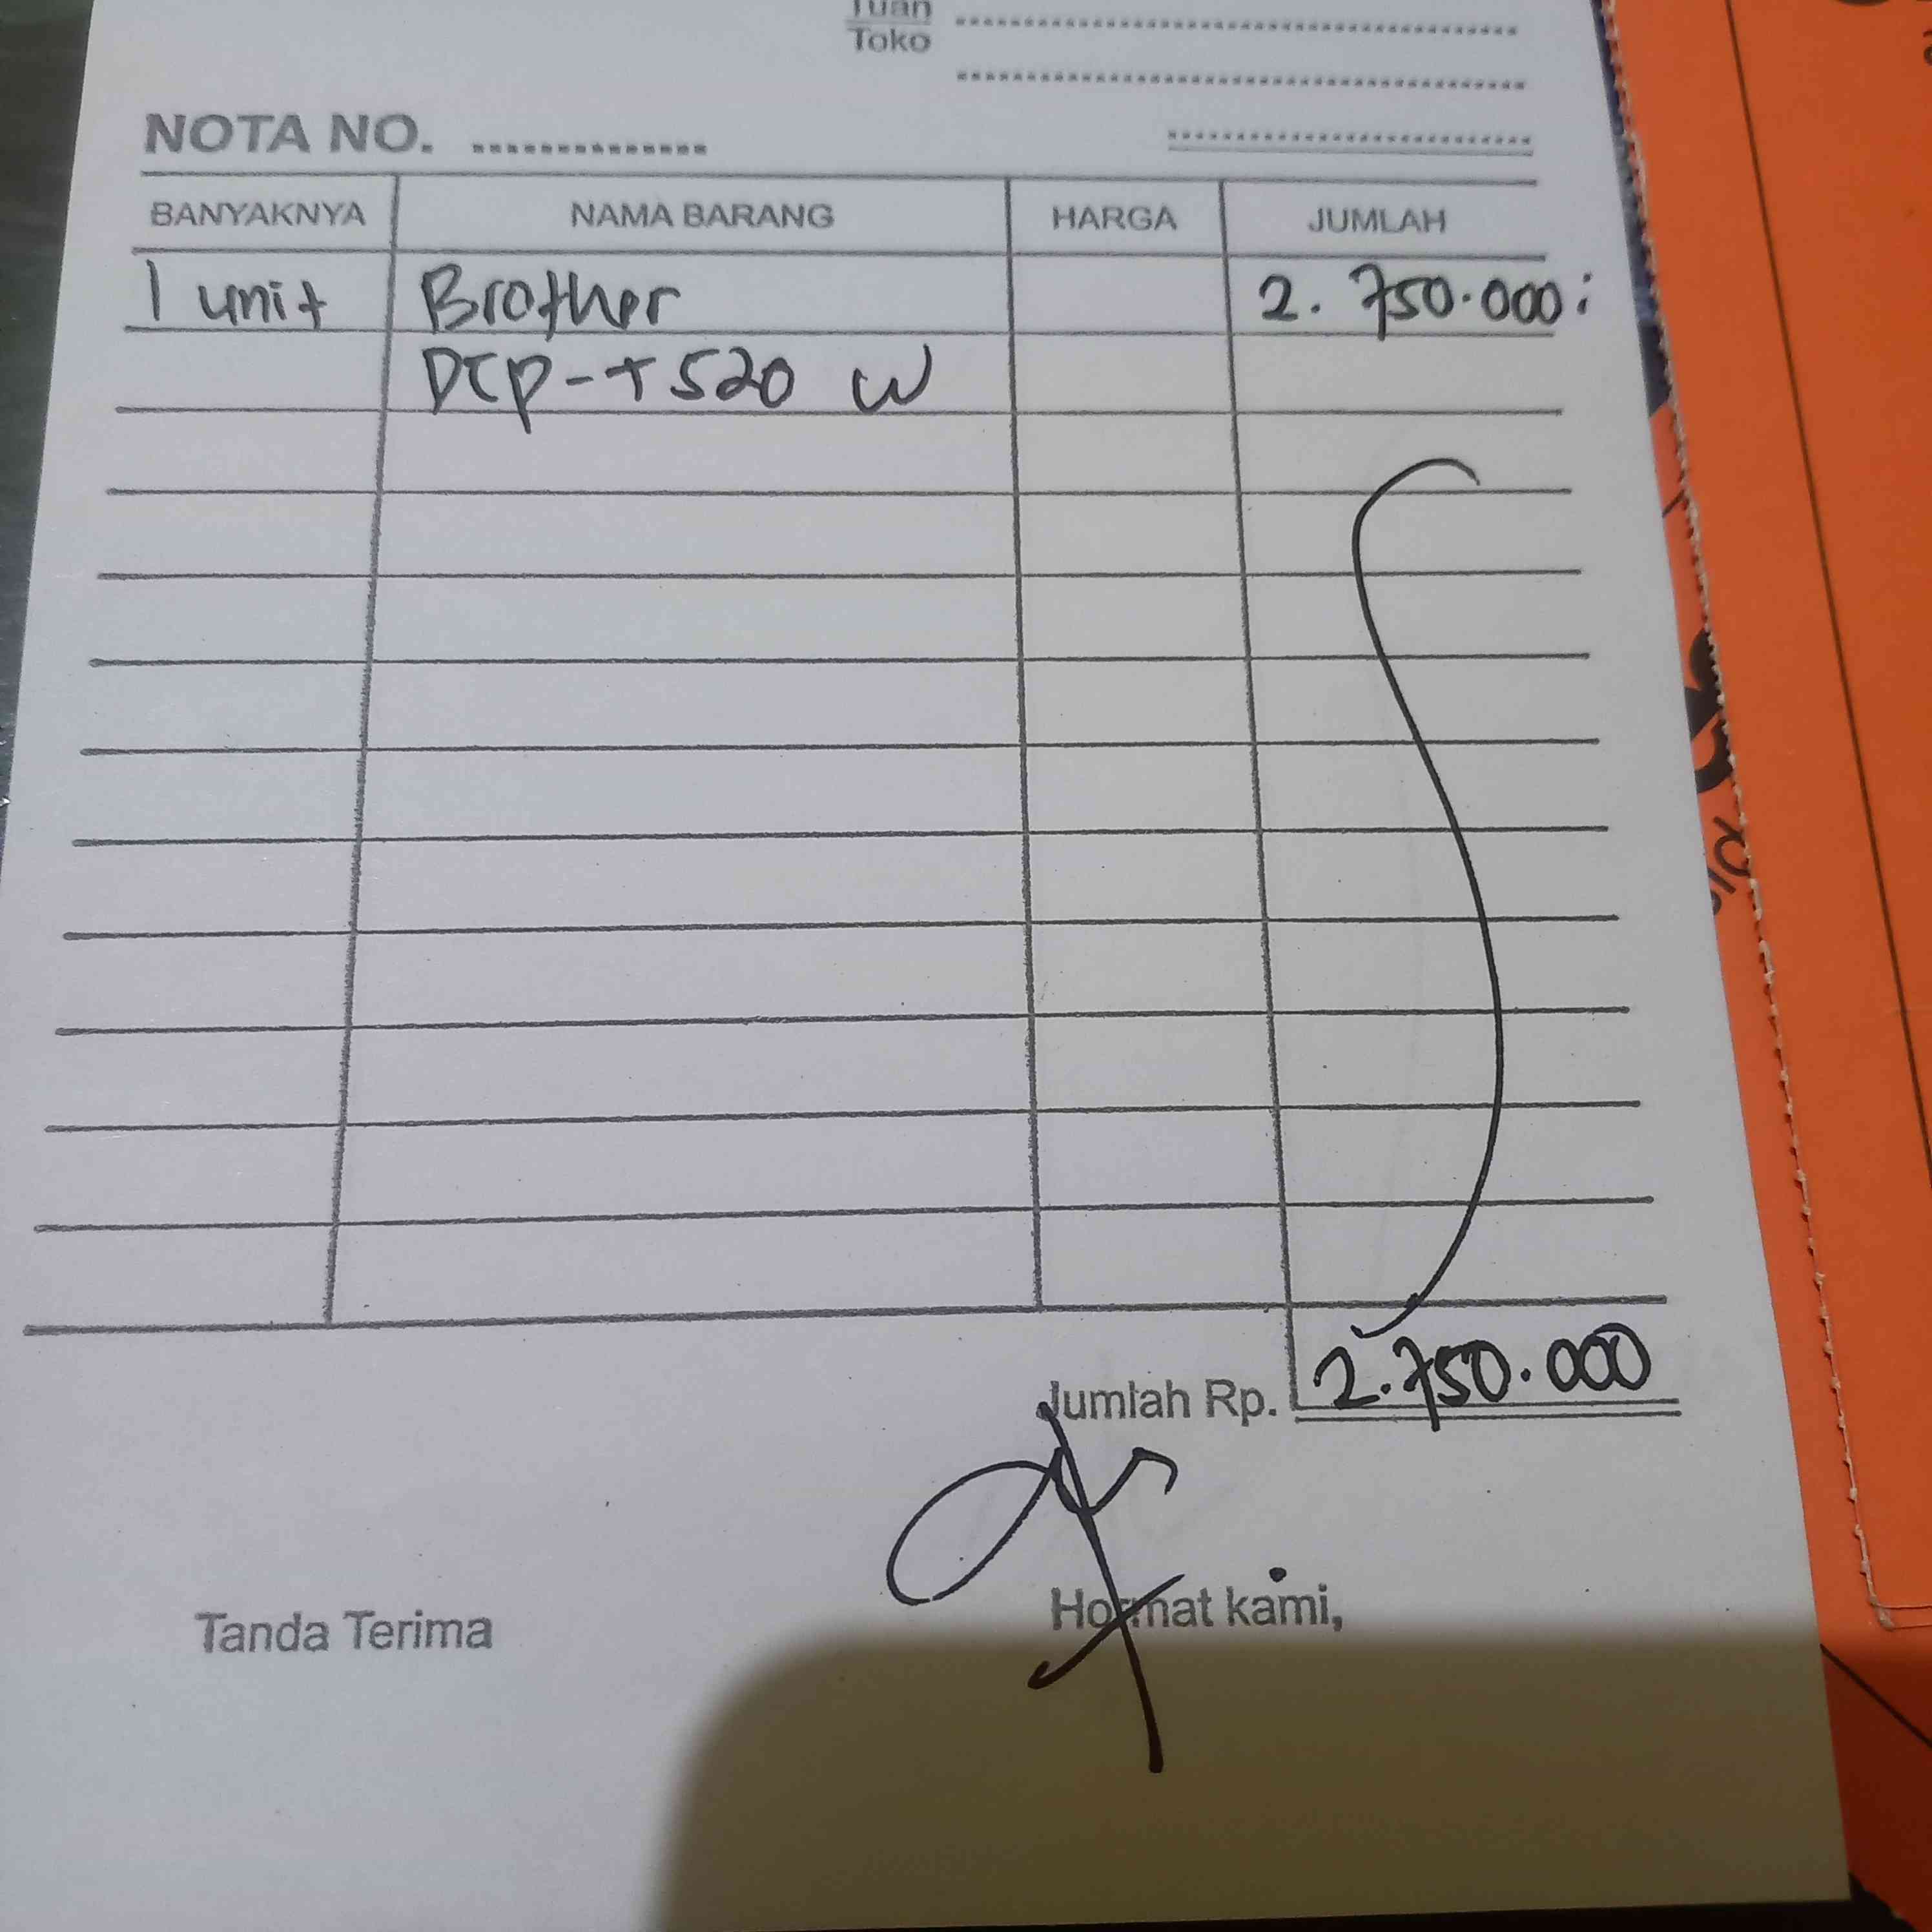 Tuan
Toko
NOTA NO. ...............
BANYAKNYA NAMA BARANG HARGA JUMLAH
1 unit Brother 2. 750.000
DCP-T520 W
Jumlah Rp. 2.750.000
Tanda Terima Hormat kami,